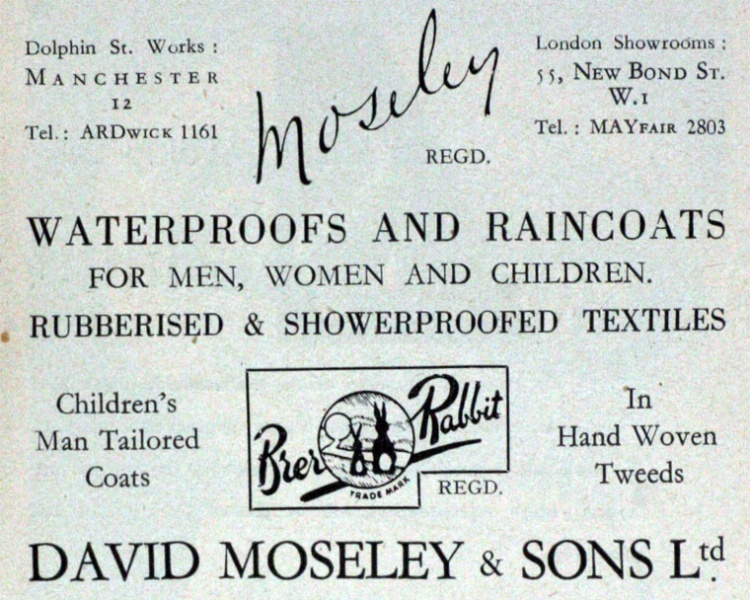 Dolphin St. Works :
MANCHESTER
12
Tel. : ARDWICK 1161
Moseley
REGD.
London Showrooms :
55, NEW BOND ST.
W.1
Tel. : MAYFAIR 2803
WATERPROOFS AND RAINCOATS
FOR MEN, WOMEN AND CHILDREN.
RUBBERISED & SHOWERPROOFED TEXTILES
Children's
Man Tailored
Coats
Brer Rabbit
TRADE MARK
REGD.
In
Hand Woven
Tweeds
DAVID MOSELEY & SONS Ltd.